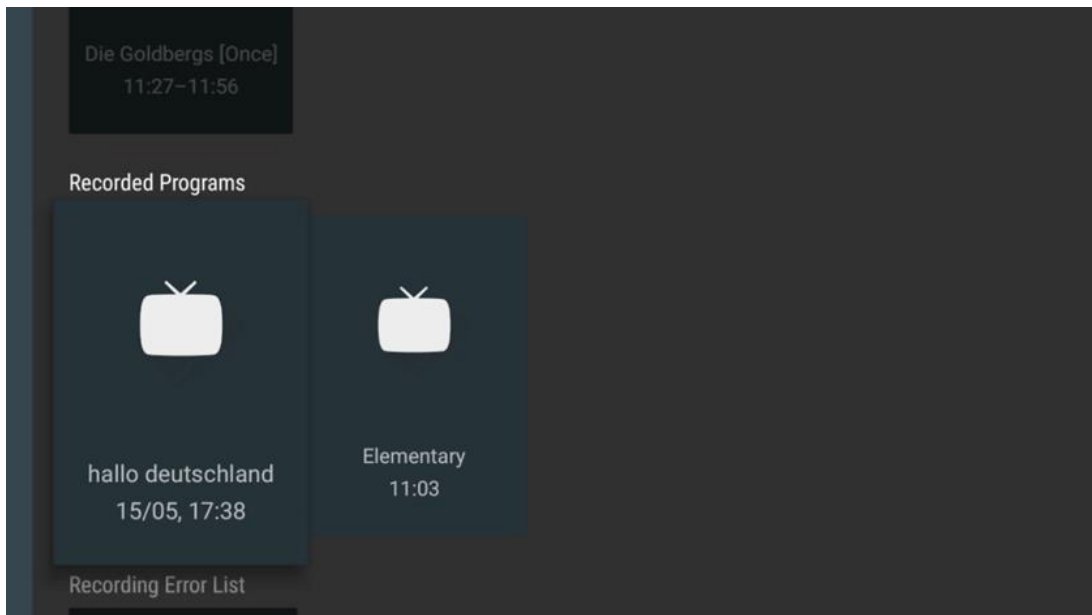 Die Goldbergs [Once]
11:27–11:56
Recorded Programs
hallo deutschland
15/05, 17:38
Elementary
11:03
Recording Error List